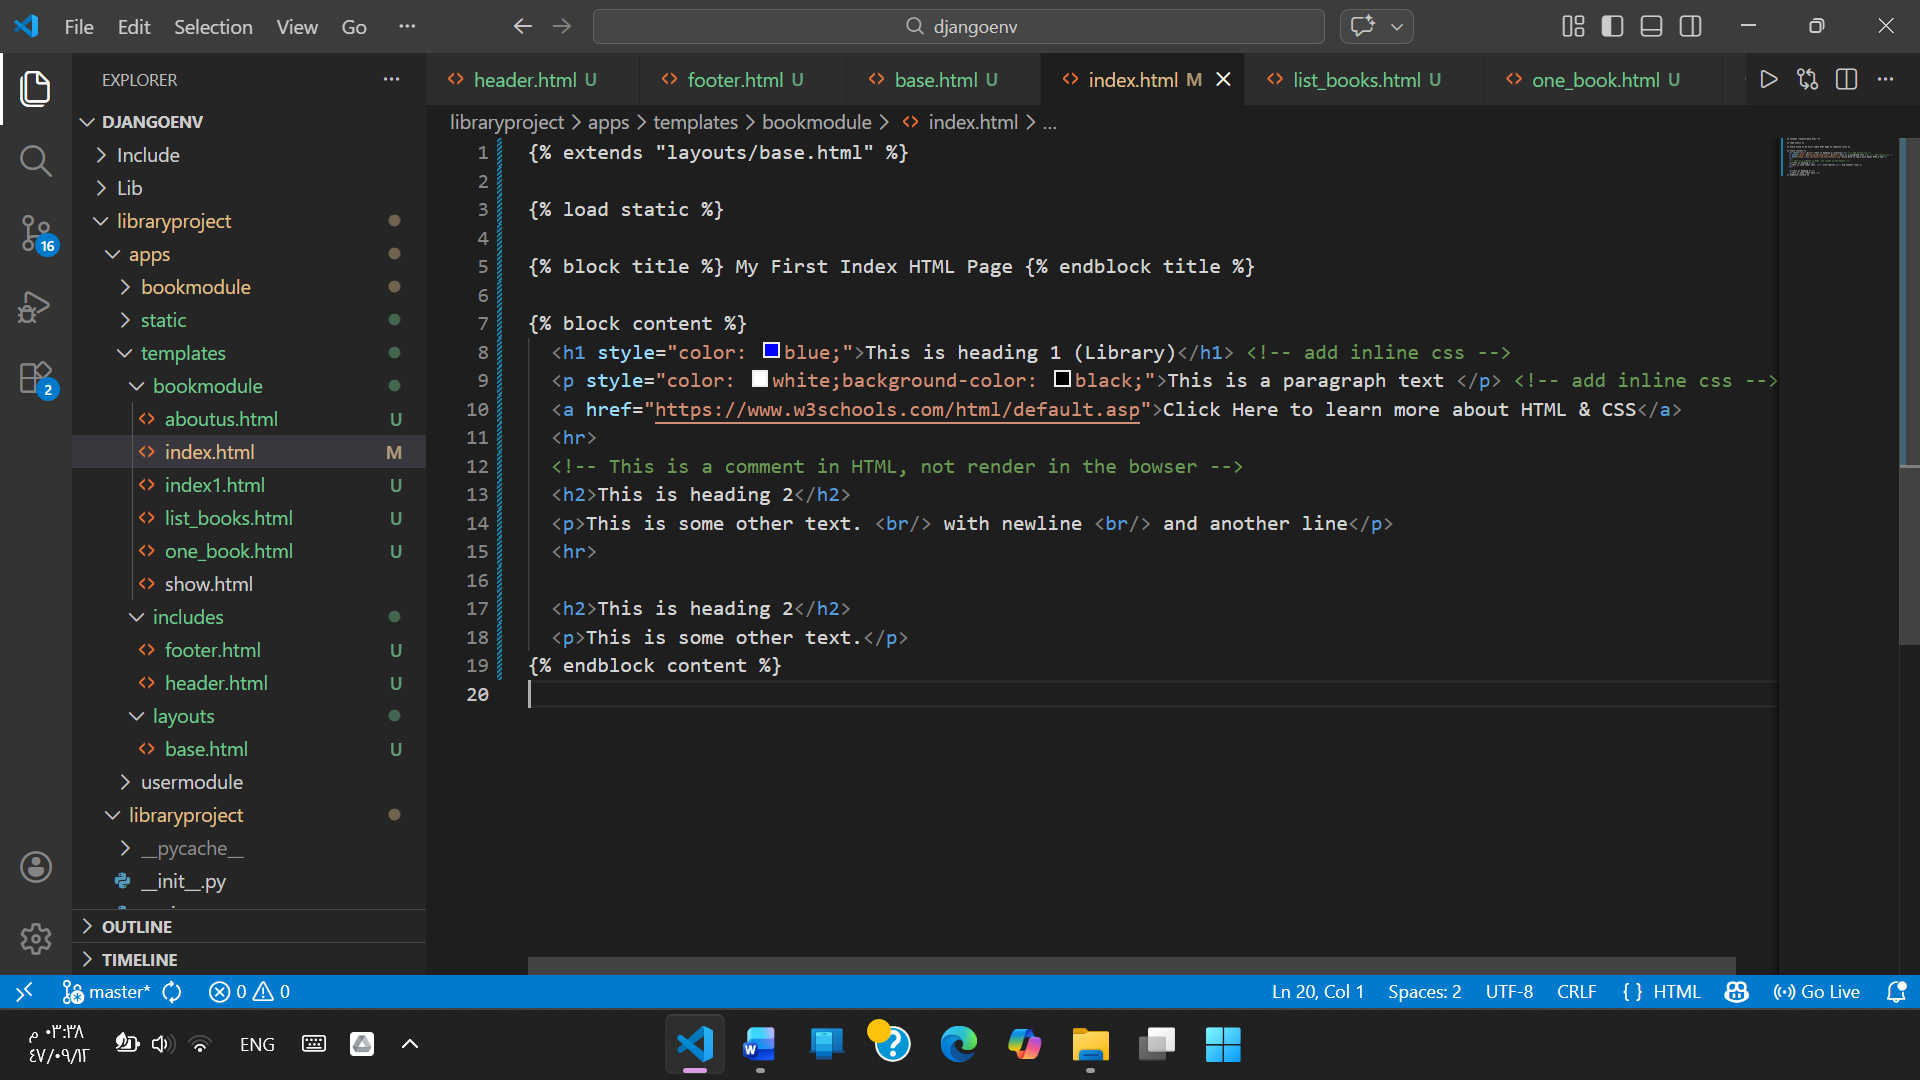 File Edit Selection View Go
djangoenv
EXPLORER
DJANGOENV
Include
Lib
libraryproject
apps
bookmodule
static
templates
bookmodule
aboutus.html U
index.html M
index1.html U
list_books.html U
one_book.html U
show.html
includes
footer.html U
header.html U
layouts
base.html U
usermodule
libraryproject
__pycache__
__init__.py
OUTLINE
TIMELINE
16
2
header.html U
footer.html U
base.html U
index.html M
list_books.html U
one_book.html U
libraryproject > apps > templates > bookmodule > index.html > ...
1 {% extends "layouts/base.html" %}
2
3 {% load static %}
4
5 {% block title %} My First Index HTML Page {% endblock title %}
6
7 {% block content %}
8 <h1 style="color: blue;">This is heading 1 (Library)</h1> <!-- add inline css -->
9 <p style="color: white;background-color: black;">This is a paragraph text </p> <!-- add inline css -->
10 <a href="https://www.w3schools.com/html/default.asp">Click Here to learn more about HTML & CSS</a>
11 <hr>
12 <!-- This is a comment in HTML, not render in the bowser -->
13 <h2>This is heading 2</h2>
14 <p>This is some other text. <br/> with newline <br/> and another line</p>
15 <hr>
16
17 <h2>This is heading 2</h2>
18 <p>This is some other text.</p>
19 {% endblock content %}
20
master* 0 0
Ln 20, Col 1 Spaces: 2 UTF-8 CRLF { } HTML Go Live
٠٣:٣٨ م
٤٧/٠٩/١٢
ENG